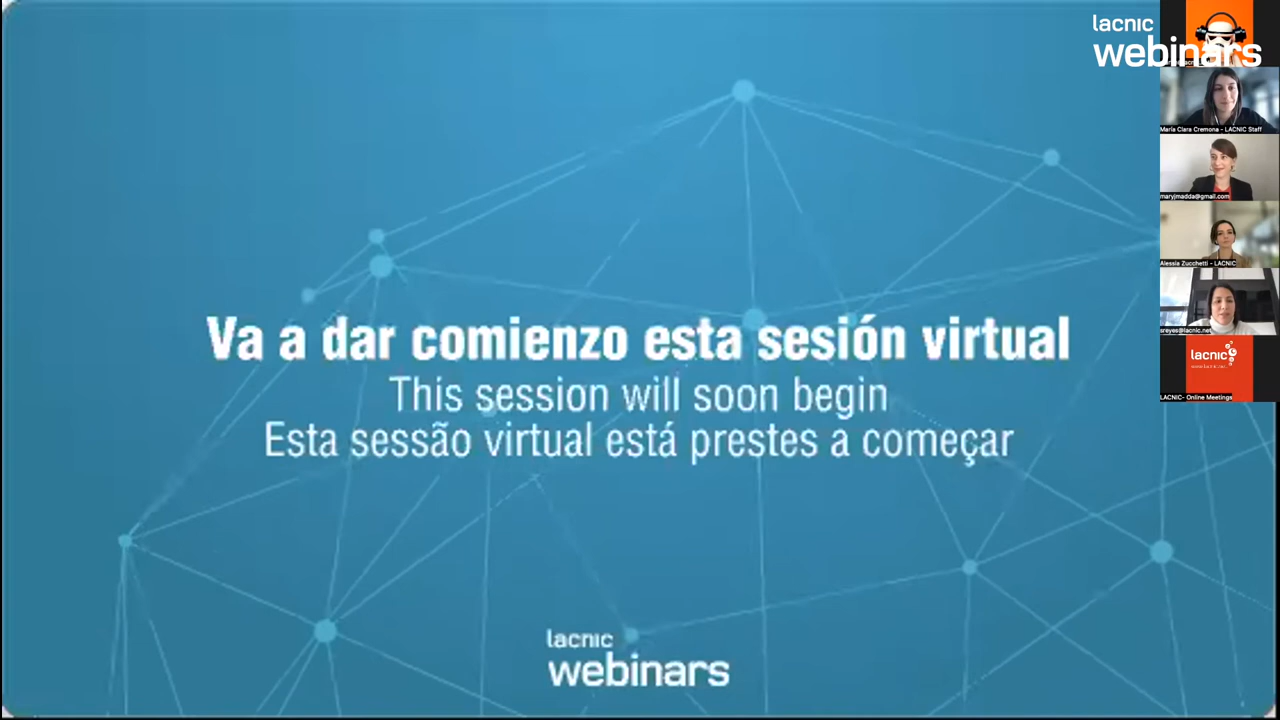 lacnic
webinars
María Clara Cremona - LACNIC Staff
maryjmadda@gmail.com
Alessia Zucchetti - LACNIC
sreyes@lacnic.net
lacnic
LACNIC- Online Meetings
Va a dar comienzo esta sesión virtual
This session will soon begin
Esta sessão virtual está prestes a começar
lacnic
webinars